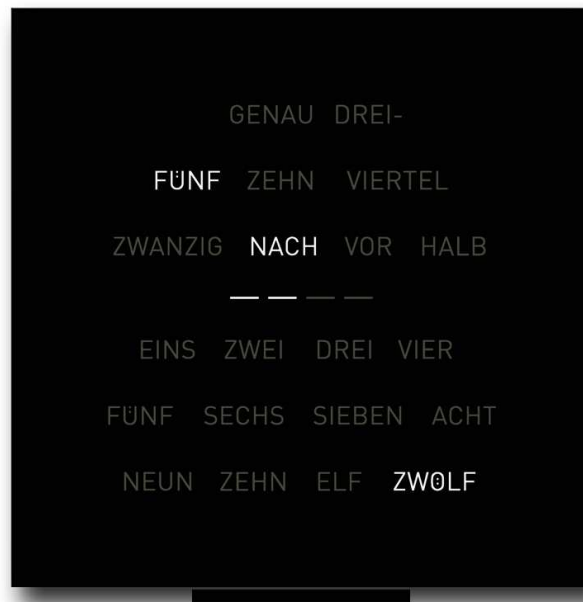 GENAU DREI-
FÜNF ZEHN VIERTEL
ZWANZIG NACH VOR HALB
EINS ZWEI DREI VIER
FÜNF SECHS SIEBEN ACHT
NEUN ZEHN ELF ZWÖLF